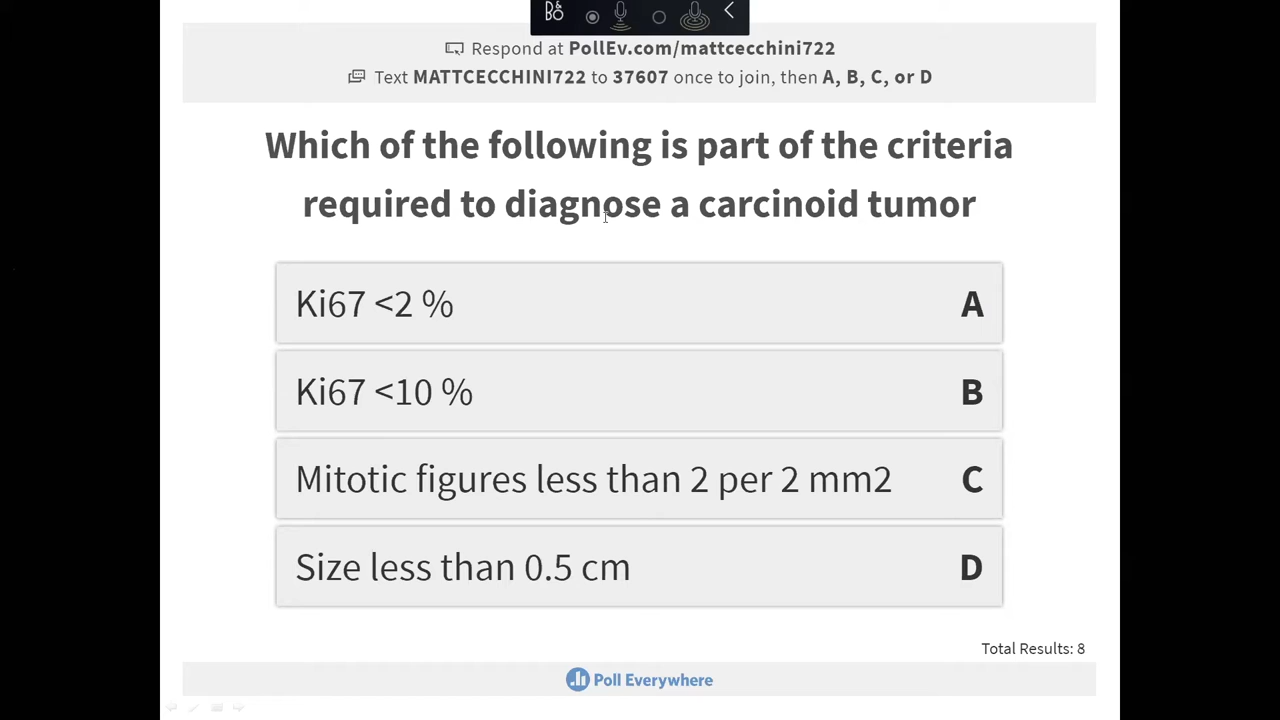 B&O
Respond at PollEv.com/mattcecchini722
Text MATTCECCHINI722 to 37607 once to join, then A, B, C, or D
Which of the following is part of the criteria
required to diagnose a carcinoid tumor
Ki67 <2 % A
Ki67 <10 % B
Mitotic figures less than 2 per 2 mm2 C
Size less than 0.5 cm D
Total Results: 8
Poll Everywhere